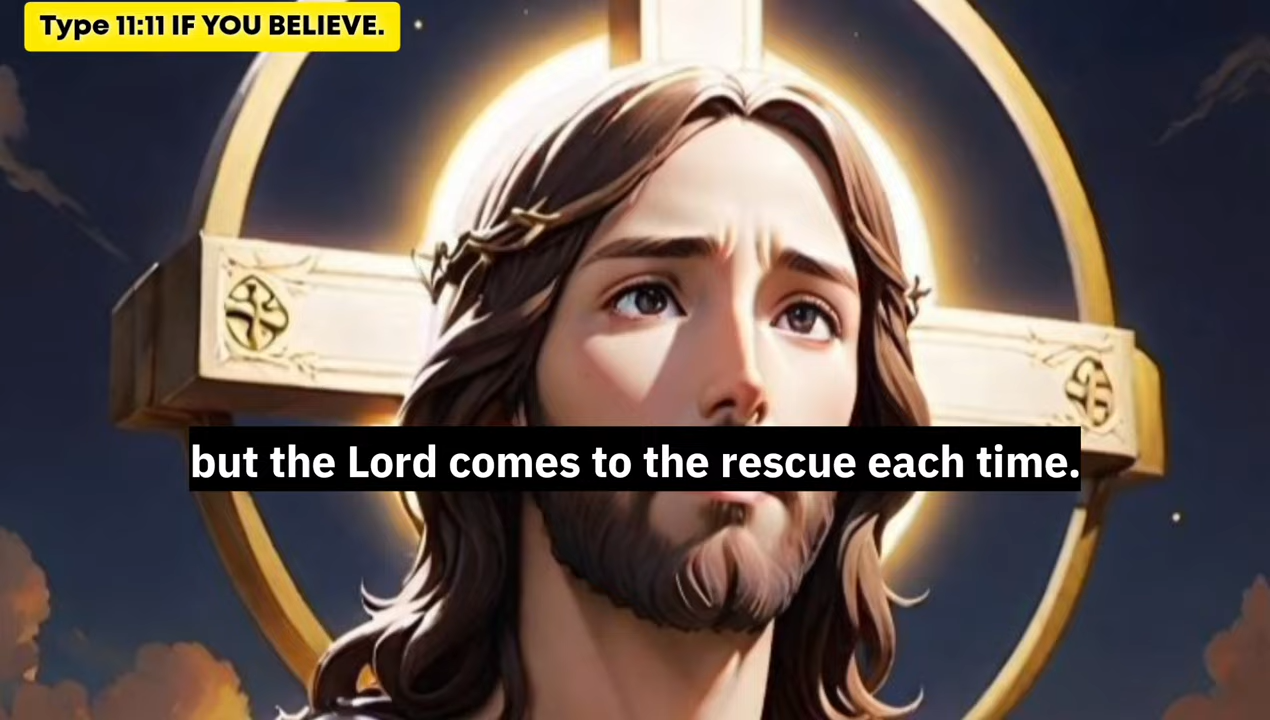 Type 11:11 IF YOU BELIEVE.
but the Lord comes to the rescue each time.